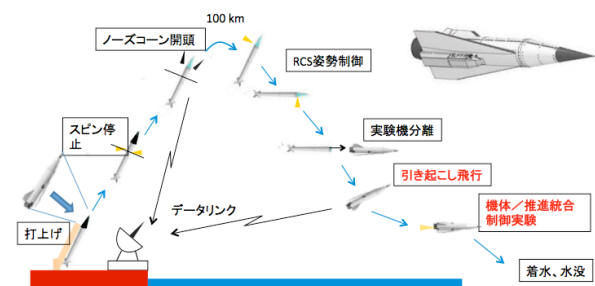 100 km
ノーズコーン開頭
RCS姿勢制御
スピン停
止
実験機分離
引き起こし飛行
データリンク
機体／推進統合
制御実験
打上げ
着水、水没